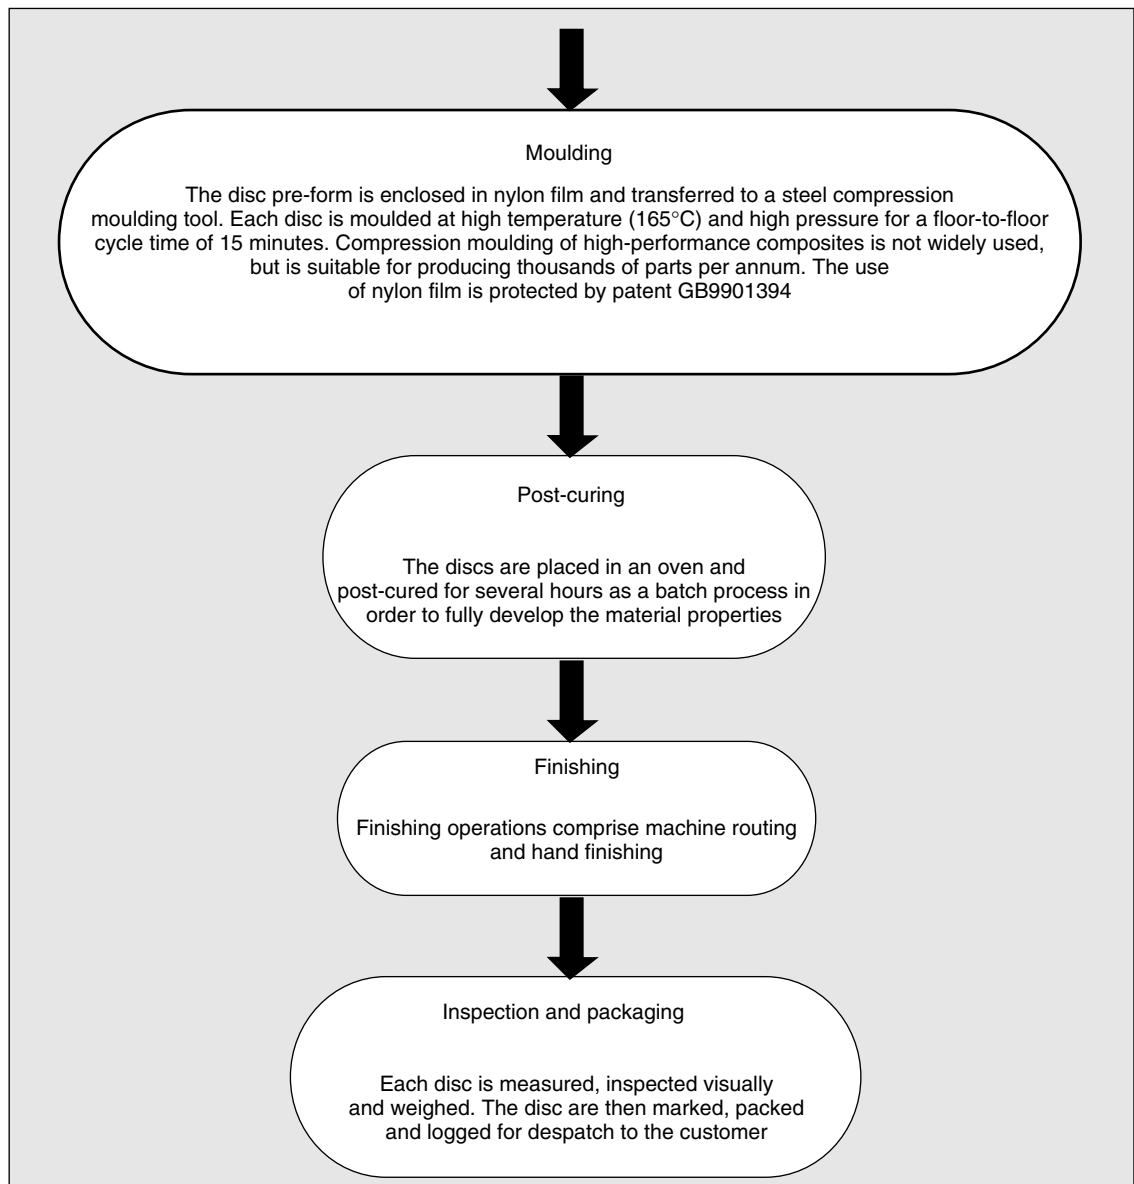 Moulding
The disc pre-form is enclosed in nylon film and transferred to a steel compression
moulding tool. Each disc is moulded at high temperature (165°C) and high pressure for a floor-to-floor
cycle time of 15 minutes. Compression moulding of high-performance composites is not widely used,
but is suitable for producing thousands of parts per annum. The use
of nylon film is protected by patent GB9901394
Post-curing
The discs are placed in an oven and
post-cured for several hours as a batch process in
order to fully develop the material properties
Finishing
Finishing operations comprise machine routing
and hand finishing
Inspection and packaging
Each disc is measured, inspected visually
and weighed. The disc are then marked, packed
and logged for despatch to the customer